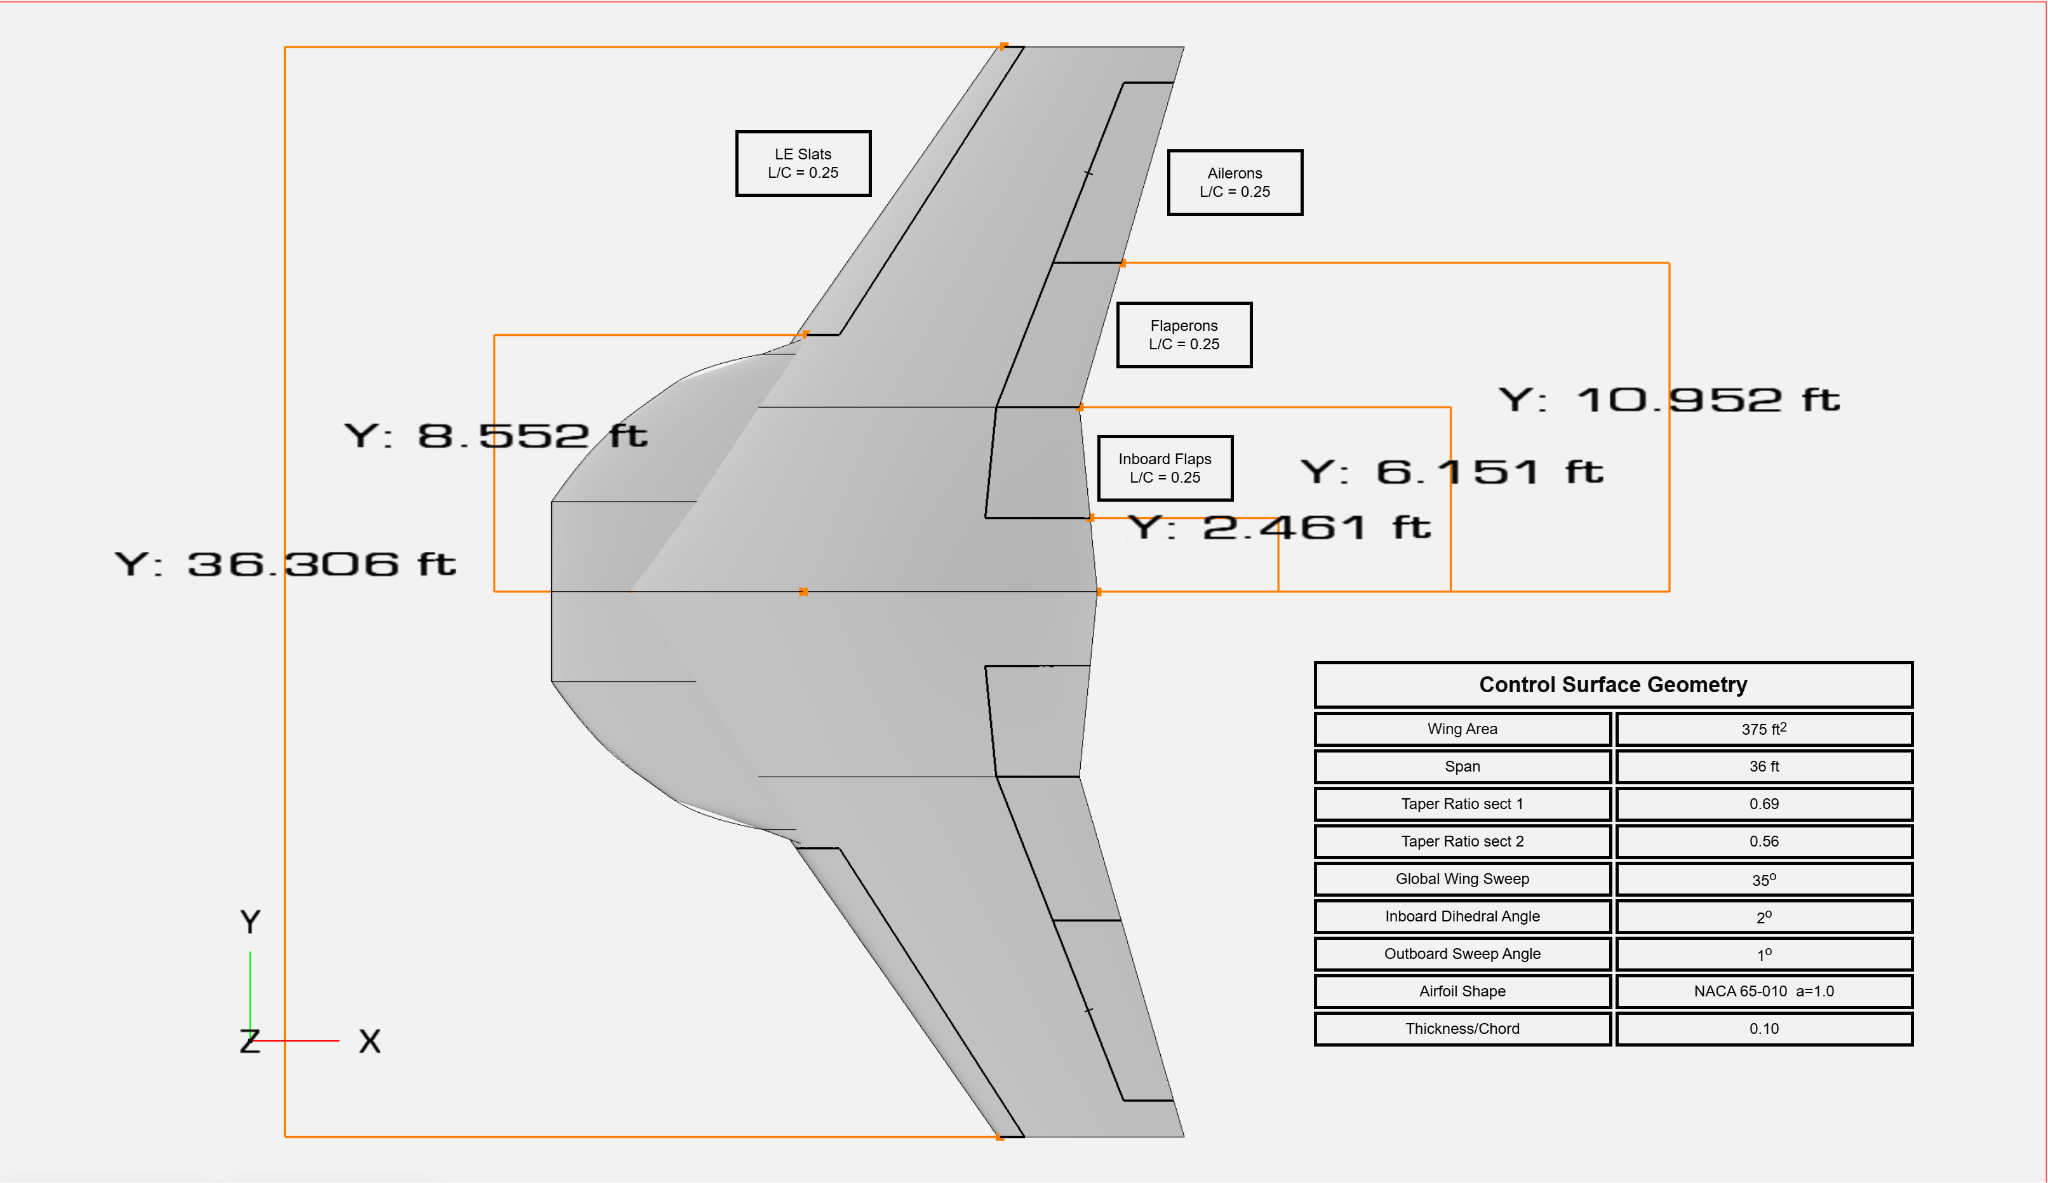 LE Slats
L/C = 0.25
Ailerons
L/C = 0.25
Flaperons
L/C = 0.25
Y: 10.952 ft
Y: 8.552 ft
Inboard Flaps
L/C = 0.25
Y: 6.151 ft
Y: 2.461 ft
Y: 36.306 ft
Control Surface Geometry
Wing Area 375 ft²
Span 36 ft
Taper Ratio sect 1 0.69
Taper Ratio sect 2 0.56
Global Wing Sweep 35º
Inboard Dihedral Angle 2º
Outboard Sweep Angle 1º
Airfoil Shape NACA 65-010 a=1.0
Thickness/Chord 0.10
Y
Z X